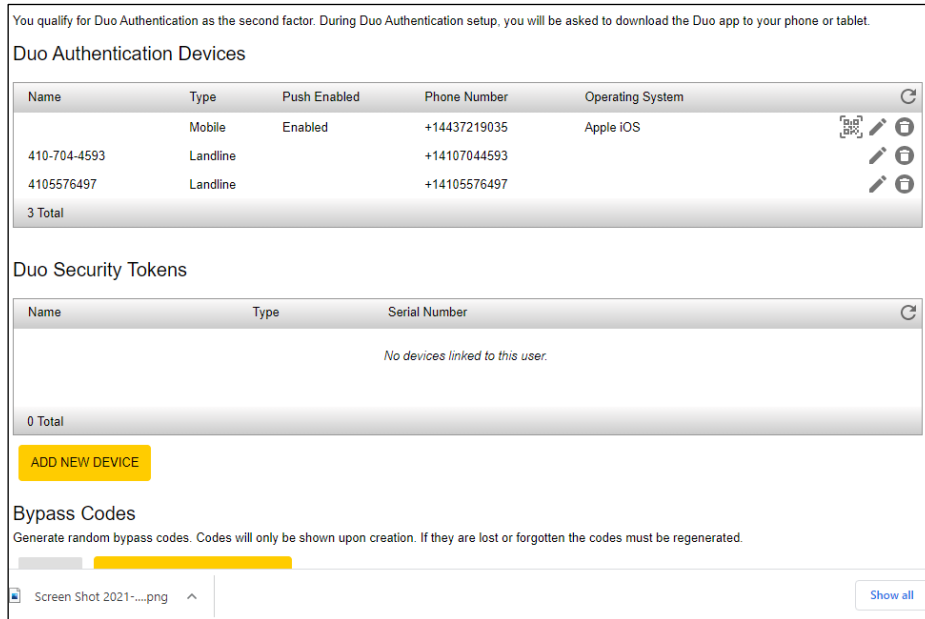 You qualify for Duo Authentication as the second factor. During Duo Authentication setup, you will be asked to download the Duo app to your phone or tablet.
Duo Authentication Devices
Name Type Push Enabled Phone Number Operating System
Mobile Enabled +14437219035 Apple iOS
410-704-4593 Landline +14107044593
4105576497 Landline +14105576497
3 Total
Duo Security Tokens
Name Type Serial Number
No devices linked to this user.
0 Total
ADD NEW DEVICE
Bypass Codes
Generate random bypass codes. Codes will only be shown upon creation. If they are lost or forgotten the codes must be regenerated.
Screen Shot 2021-....png Show all